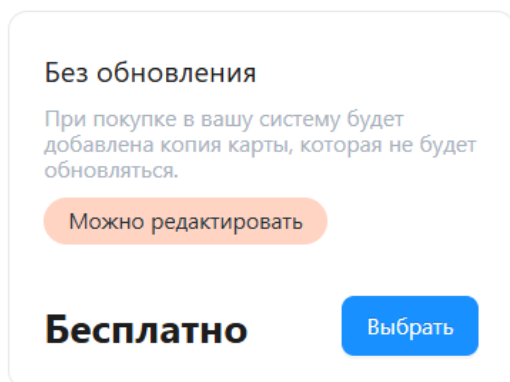 Без обновления
При покупке в вашу систему будет
добавлена копия карты, которая не будет
обновляться.
Можно редактировать
Бесплатно
Выбрать